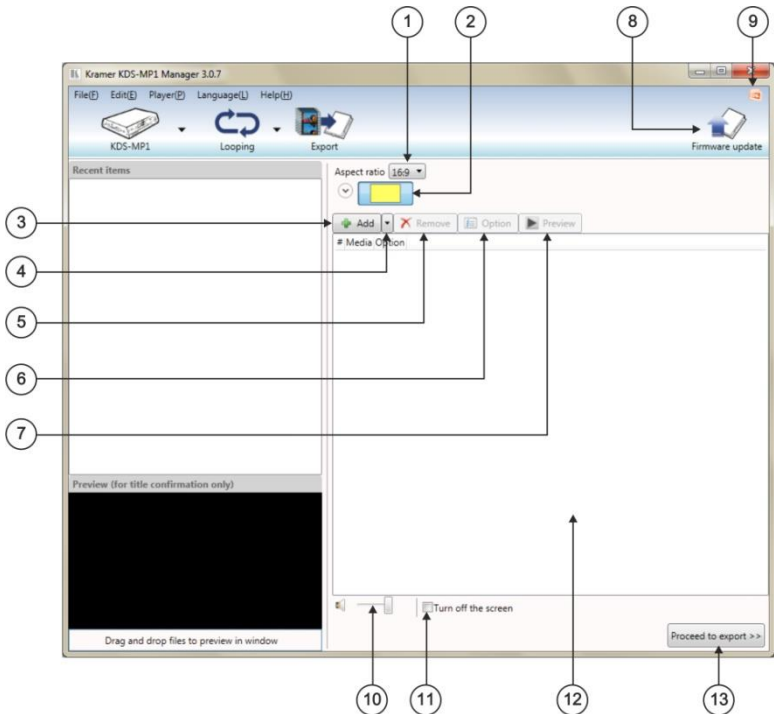 1 2 8 9
Kramer KDS-MP1 Manager 3.0.7
File(F) Edit(E) Player(P) Language(L) Help(H)
KDS-MP1 Looping Export Firmware update
Recent items
Aspect ratio 16:9
3 Add Remove Option Preview
4 # Media Option
5
6
7
Preview (for title confirmation only)
Turn off the screen
Drag and drop files to preview in window
Proceed to export >>
10 11 12 13